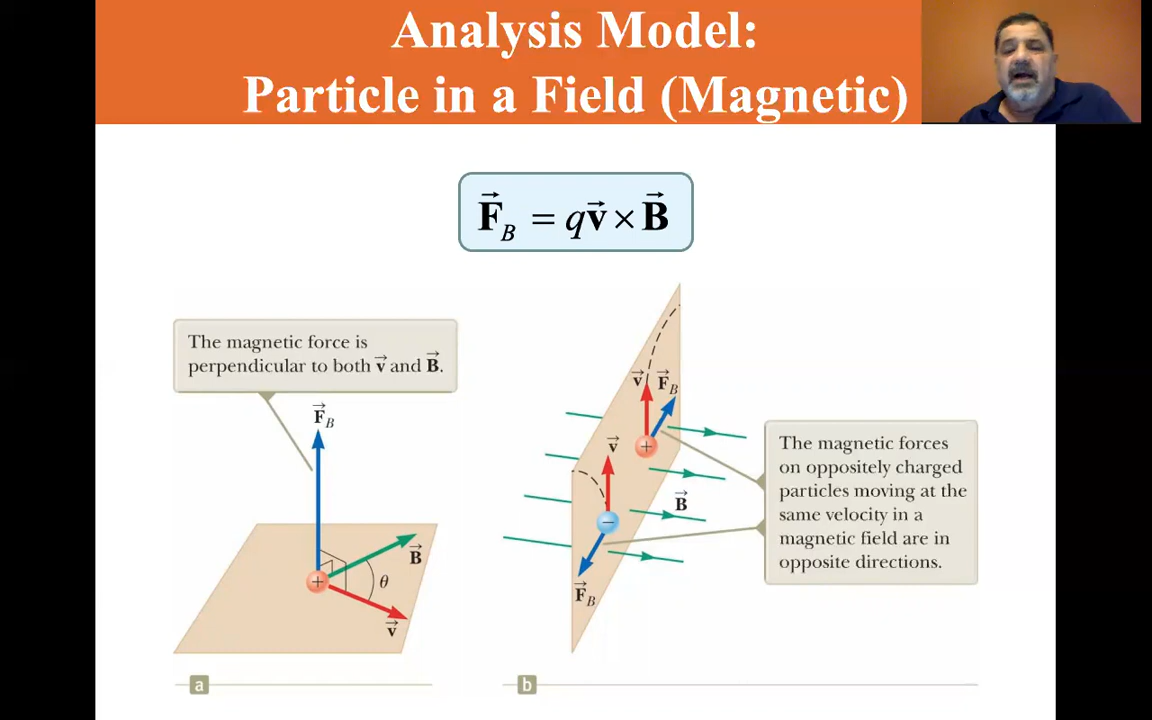 Analysis Model:
Particle in a Field (Magnetic)
F⃗_B = qv⃗ × B⃗
The magnetic force is
perpendicular to both v⃗ and B⃗.
F⃗_B
B⃗
θ
v⃗
+
a
v⃗
F⃗_B
+
v⃗
B⃗
−
F⃗_B
The magnetic forces
on oppositely charged
particles moving at the
same velocity in a
magnetic field are in
opposite directions.
b